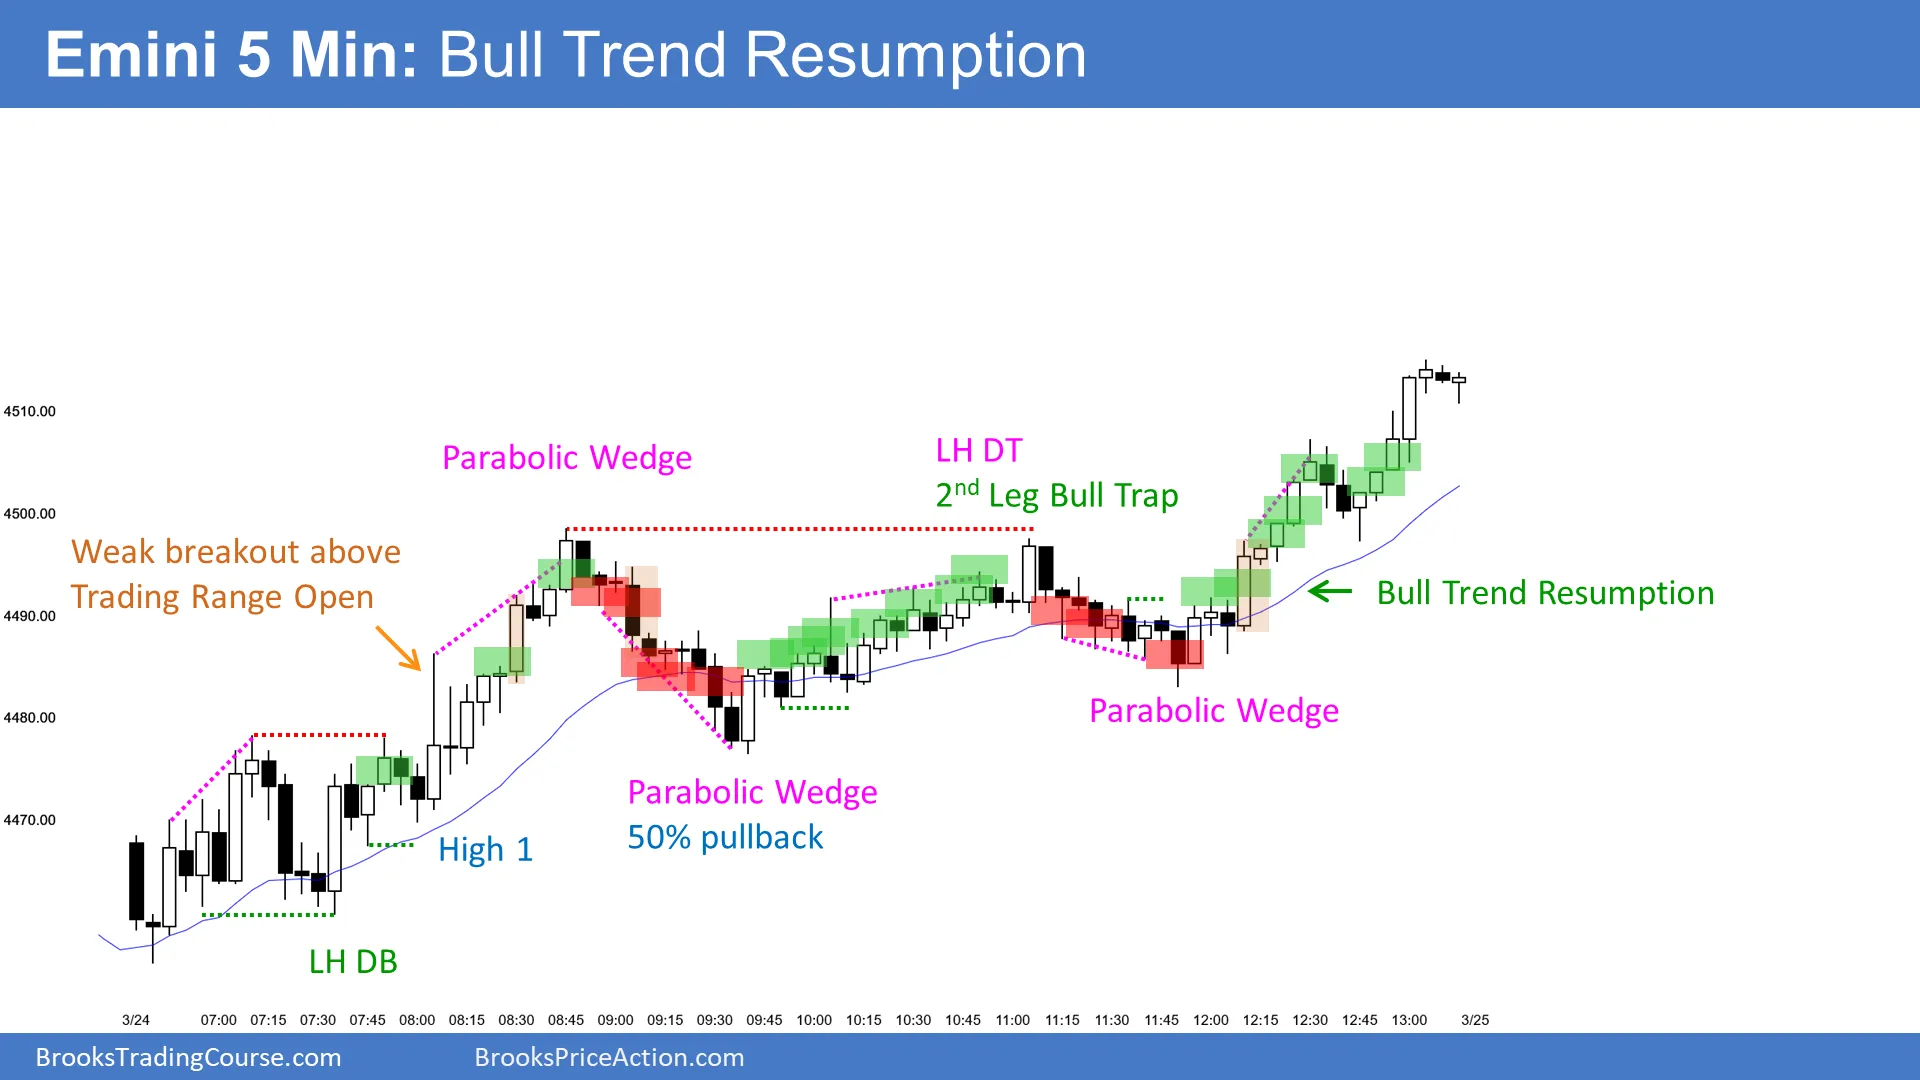 Emini 5 Min: Bull Trend Resumption
4510.00
4500.00
4490.00
4480.00
4470.00
Parabolic Wedge
LH DT
2nd Leg Bull Trap
Weak breakout above
Trading Range Open
Bull Trend Resumption
Parabolic Wedge
Parabolic Wedge
50% pullback
High 1
LH DB
3/24 07:00 07:15 07:30 07:45 08:00 08:15 08:30 08:45 09:00 09:15 09:30 09:45 10:00 10:15 10:30 10:45 11:00 11:15 11:30 11:45 12:00 12:15 12:30 12:45 13:00 3/25
BrooksTradingCourse.com
BrooksPriceAction.com